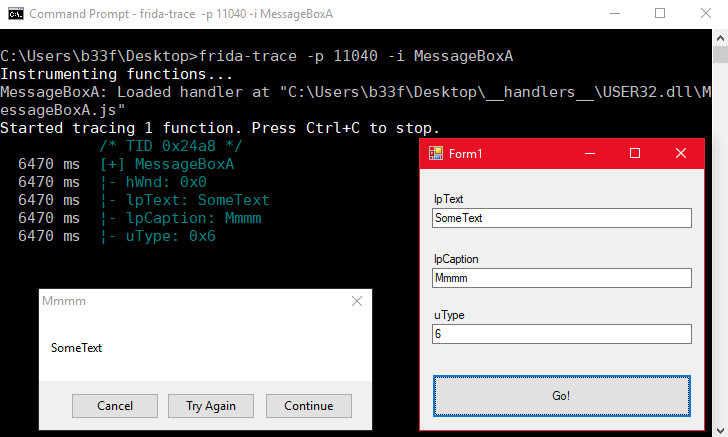 Command Prompt - frida-trace -p 11040 -i MessageBoxA
C:\Users\b33f\Desktop>frida-trace -p 11040 -i MessageBoxA
Instrumenting functions...
MessageBoxA: Loaded handler at "C:\Users\b33f\Desktop\__handlers__\USER32.dll\M
essageBoxA.js"
Started tracing 1 function. Press Ctrl+C to stop.
/* TID 0x24a8 */
6470 ms [+] MessageBoxA
6470 ms ¦- hWnd: 0x0
6470 ms ¦- lpText: SomeText
6470 ms ¦- lpCaption: Mmmm
6470 ms ¦- uType: 0x6
Form1
lpText
SomeText
lpCaption
Mmmm
uType
6
Go!
Mmmm
SomeText
Cancel Try Again Continue